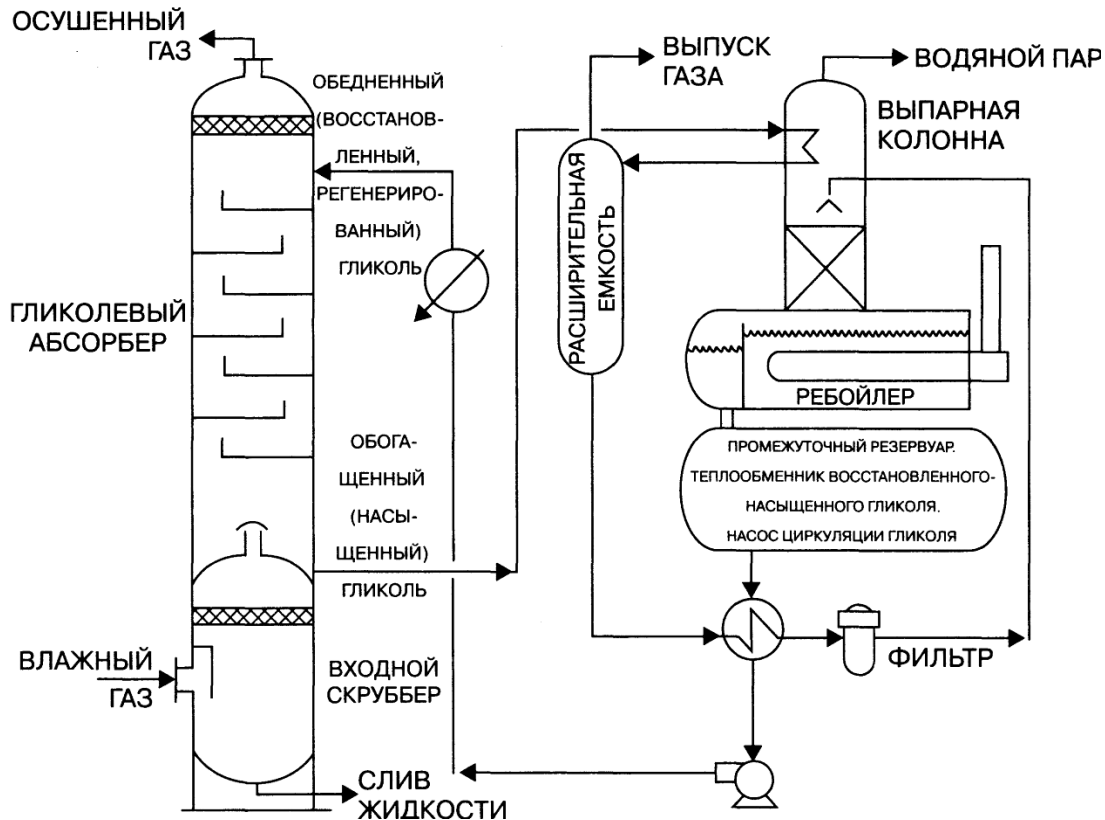 ОСУШЕННЫЙ
ГАЗ
ОБЕДНЕННЫЙ
(ВОССТАНОВ-
ЛЕННЫЙ,
РЕГЕНЕРИРО-
ВАННЫЙ)
ГЛИКОЛЬ
ВЫПУСК
ГАЗА
ВОДЯНОЙ ПАР
ВЫПАРНАЯ
КОЛОННА
РАСШИРИТЕЛЬНАЯ
ЕМКОСТЬ
ГЛИКОЛЕВЫЙ
АБСОРБЕР
РЕБОЙЛЕР
ПРОМЕЖУТОЧНЫЙ РЕЗЕРВУАР.
ТЕПЛООБМЕННИК ВОССТАНОВЛЕННОГО-
НАСЫЩЕННОГО ГЛИКОЛЯ.
НАСОС ЦИРКУЛЯЦИИ ГЛИКОЛЯ
ОБОГА-
ЩЕННЫЙ
(НАСЫ-
ЩЕННЫЙ)
ГЛИКОЛЬ
ФИЛЬТР
ВЛАЖНЫЙ
ГАЗ
ВХОДНОЙ
СКРУББЕР
СЛИВ
ЖИДКОСТИ